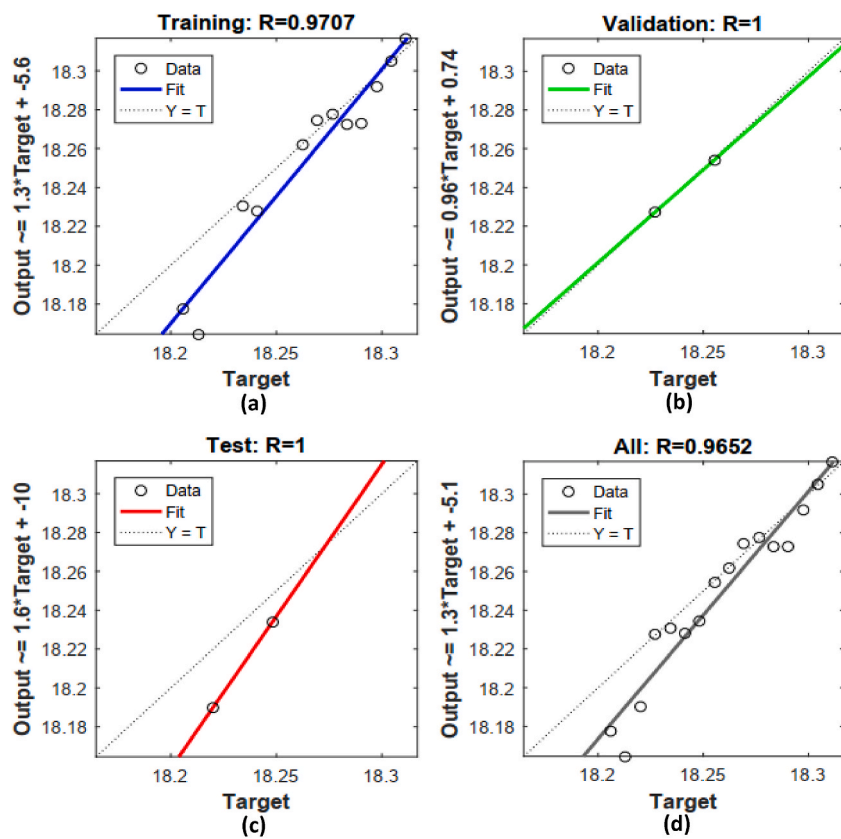 Training: R=0.9707
Output ~= 1.3*Target + -5.6
18.3
18.28
18.26
18.24
18.22
18.2
18.18
Data
Fit
Y = T
18.2
18.25
18.3
Target
(a)
Validation: R=1
Output ~= 0.96*Target + 0.74
18.3
18.28
18.26
18.24
18.22
18.2
18.18
Data
Fit
Y = T
18.2
18.25
18.3
Target
(b)
Test: R=1
Output ~= 1.6*Target + -10
18.3
18.28
18.26
18.24
18.22
18.2
18.18
Data
Fit
Y = T
18.2
18.25
18.3
Target
(c)
All: R=0.9652
Output ~= 1.3*Target + -5.1
18.3
18.28
18.26
18.24
18.22
18.2
18.18
Data
Fit
Y = T
18.2
18.25
18.3
Target
(d)